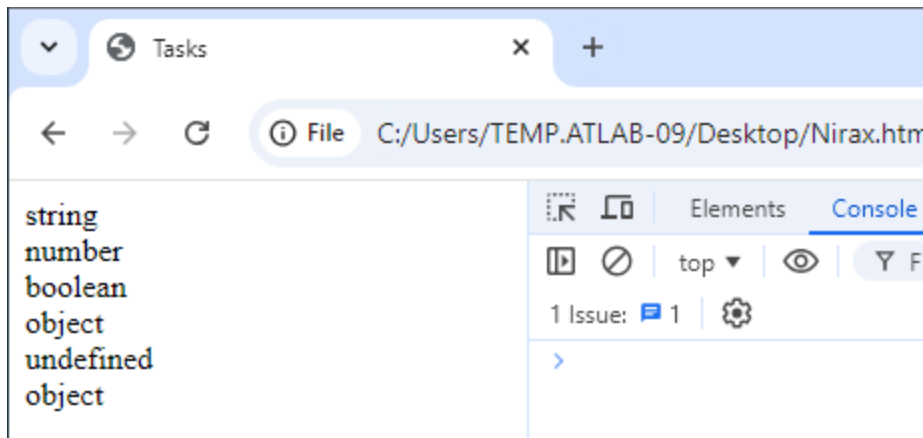 Tasks
File C:/Users/TEMP.ATLAB-09/Desktop/Nirax.htm
string
number
boolean
object
undefined
object
Elements Console
top ▼ F
1 Issue: 1